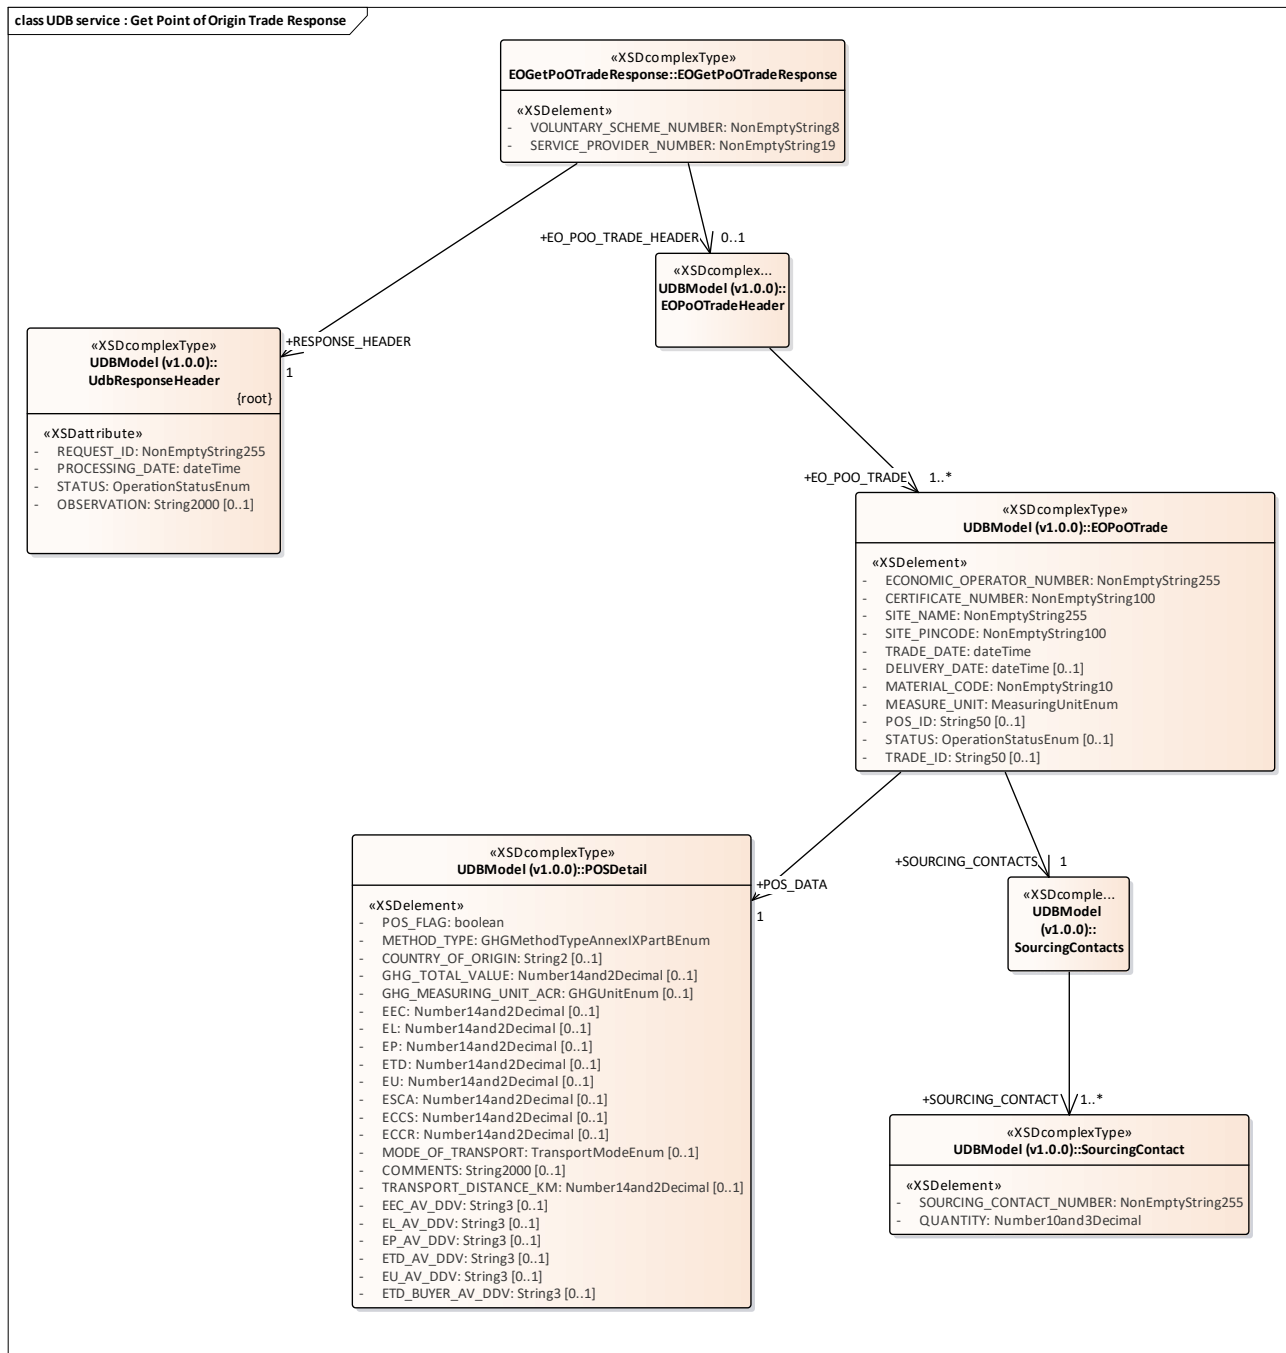 class UDB service : Get Point of Origin Trade Response
«XSDcomplexType»
EOGetPoOTradeResponse::EOGetPoOTradeResponse
«XSDelement»
- VOLUNTARY_SCHEME_NUMBER: NonEmptyString8
- SERVICE_PROVIDER_NUMBER: NonEmptyString19
+EO_POO_TRADE_HEADER 0..1
«XSDcomplex...
UDBModel (v1.0.0)::
EOPoOTradeHeader
+RESPONSE_HEADER
1
«XSDcomplexType»
UDBModel (v1.0.0)::
UdbResponseHeader
{root}
«XSDattribute»
- REQUEST_ID: NonEmptyString255
- PROCESSING_DATE: dateTime
- STATUS: OperationStatusEnum
- OBSERVATION: String2000 [0..1]
+EO_POO_TRADE 1..*
«XSDcomplexType»
UDBModel (v1.0.0)::EOPoOTrade
«XSDelement»
- ECONOMIC_OPERATOR_NUMBER: NonEmptyString255
- CERTIFICATE_NUMBER: NonEmptyString100
- SITE_NAME: NonEmptyString255
- SITE_PINCODE: NonEmptyString100
- TRADE_DATE: dateTime
- DELIVERY_DATE: dateTime [0..1]
- MATERIAL_CODE: NonEmptyString10
- MEASURE_UNIT: MeasuringUnitEnum
- POS_ID: String50 [0..1]
- STATUS: OperationStatusEnum [0..1]
- TRADE_ID: String50 [0..1]
+POS_DATA
1
«XSDcomplexType»
UDBModel (v1.0.0)::POSDetail
«XSDelement»
- POS_FLAG: boolean
- METHOD_TYPE: GHGMethodTypeAnnexIXPartBEnum
- COUNTRY_OF_ORIGIN: String2 [0..1]
- GHG_TOTAL_VALUE: Number14and2Decimal [0..1]
- GHG_MEASURING_UNIT_ACR: GHGUnitEnum [0..1]
- EEC: Number14and2Decimal [0..1]
- EL: Number14and2Decimal [0..1]
- EP: Number14and2Decimal [0..1]
- ETD: Number14and2Decimal [0..1]
- EU: Number14and2Decimal [0..1]
- ESCA: Number14and2Decimal [0..1]
- ECCS: Number14and2Decimal [0..1]
- ECCR: Number14and2Decimal [0..1]
- MODE_OF_TRANSPORT: TransportModeEnum [0..1]
- COMMENTS: String2000 [0..1]
- TRANSPORT_DISTANCE_KM: Number14and2Decimal [0..1]
- EEC_AV_DDV: String3 [0..1]
- EL_AV_DDV: String3 [0..1]
- EP_AV_DDV: String3 [0..1]
- ETD_AV_DDV: String3 [0..1]
- EU_AV_DDV: String3 [0..1]
- ETD_BUYER_AV_DDV: String3 [0..1]
+SOURCING_CONTACTS 1
«XSDcomple...
UDBModel
(v1.0.0)::
SourcingContacts
+SOURCING_CONTACT 1..*
«XSDcomplexType»
UDBModel (v1.0.0)::SourcingContact
«XSDelement»
- SOURCING_CONTACT_NUMBER: NonEmptyString255
- QUANTITY: Number10and3Decimal